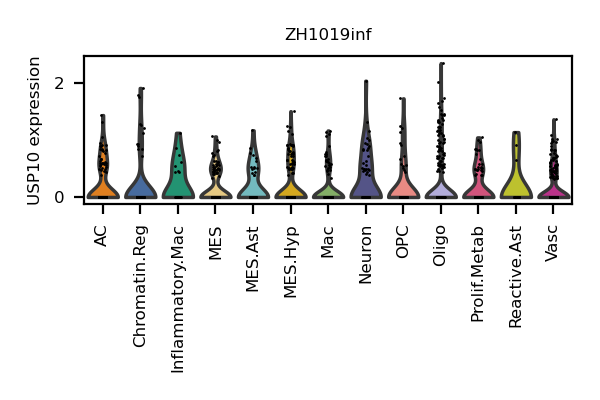 ZH1019inf
USP10 expression
2
0
AC
Chromatin.Reg
Inflammatory.Mac
MES
MES.Ast
MES.Hyp
Mac
Neuron
OPC
Oligo
Prolif.Metab
Reactive.Ast
Vasc